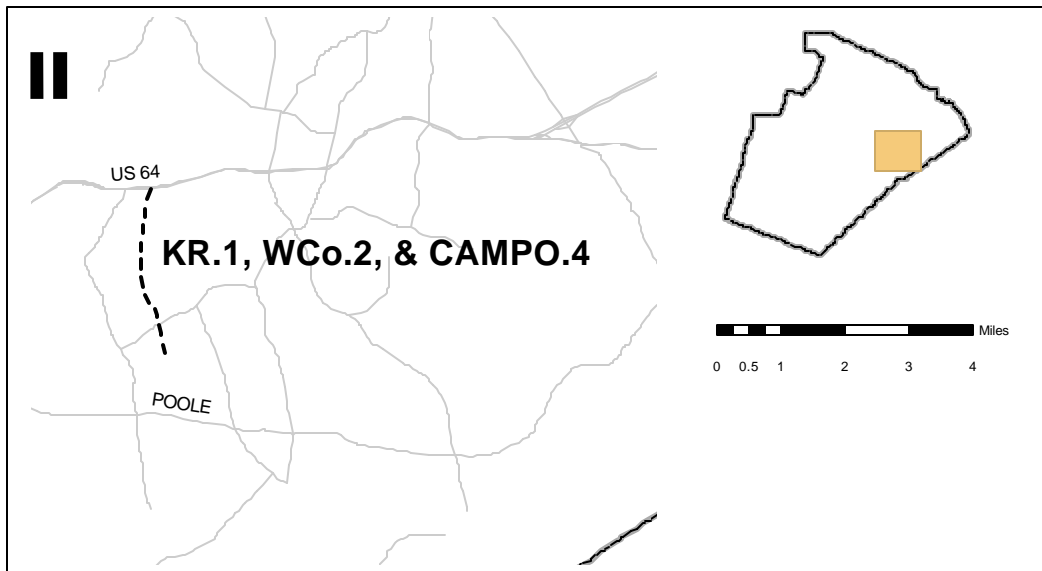 II
US 64
KR.1, WCo.2, & CAMPO.4
POOLE
Miles
0 0.5 1 2 3 4